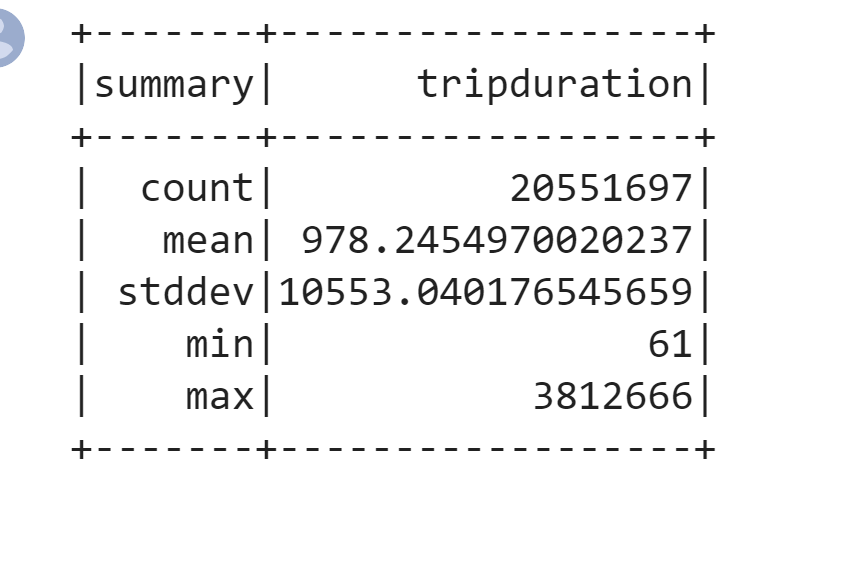 +-------+------------------+
|summary|      tripduration|
+-------+------------------+
|  count|          20551697|
|   mean| 978.2454970020237|
| stddev|10553.040176545659|
|    min|                61|
|    max|           3812666|
+-------+------------------+